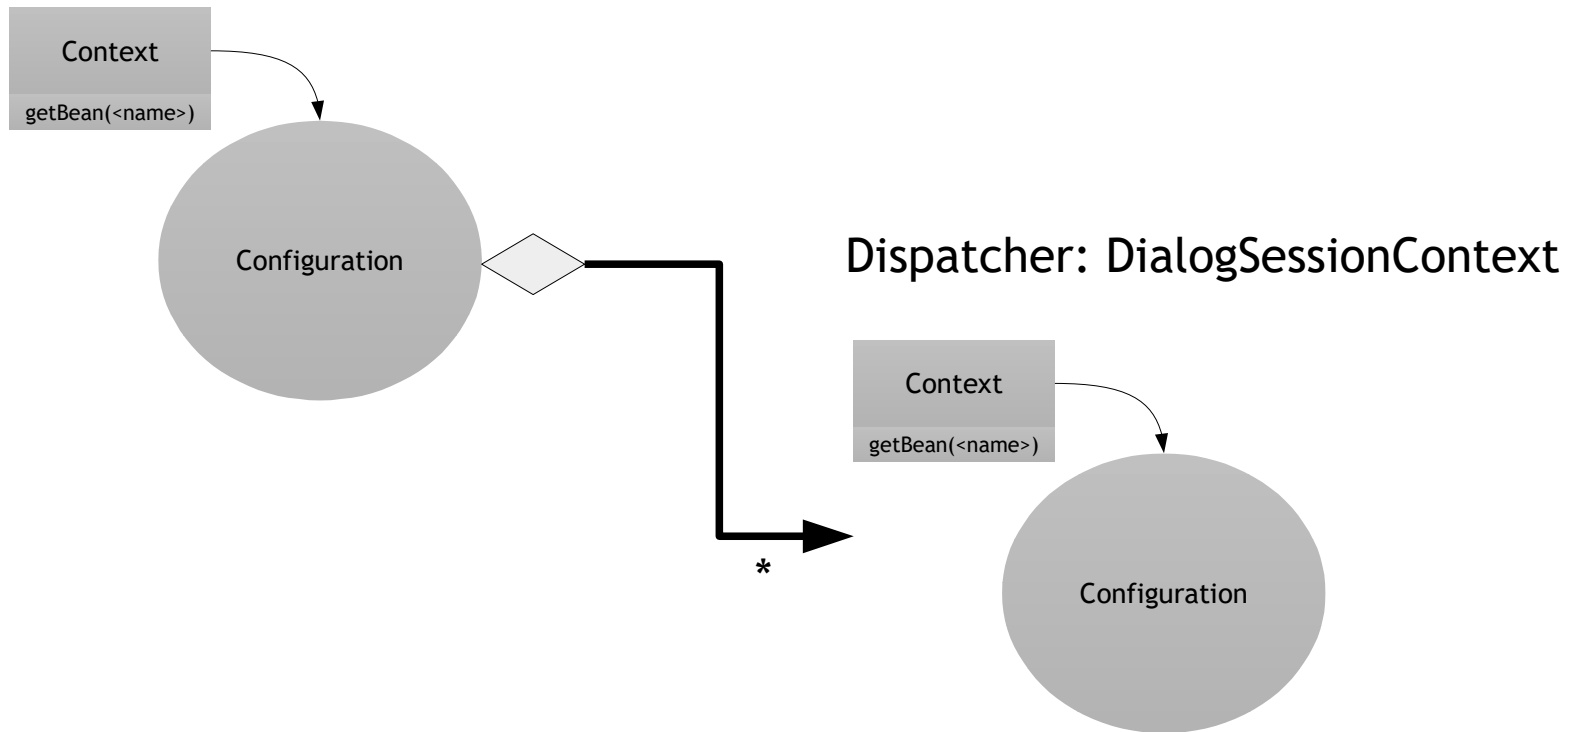 Context
getBean(<name>)
Configuration
Dispatcher: DialogSessionContext
Context
getBean(<name>)
*
Configuration